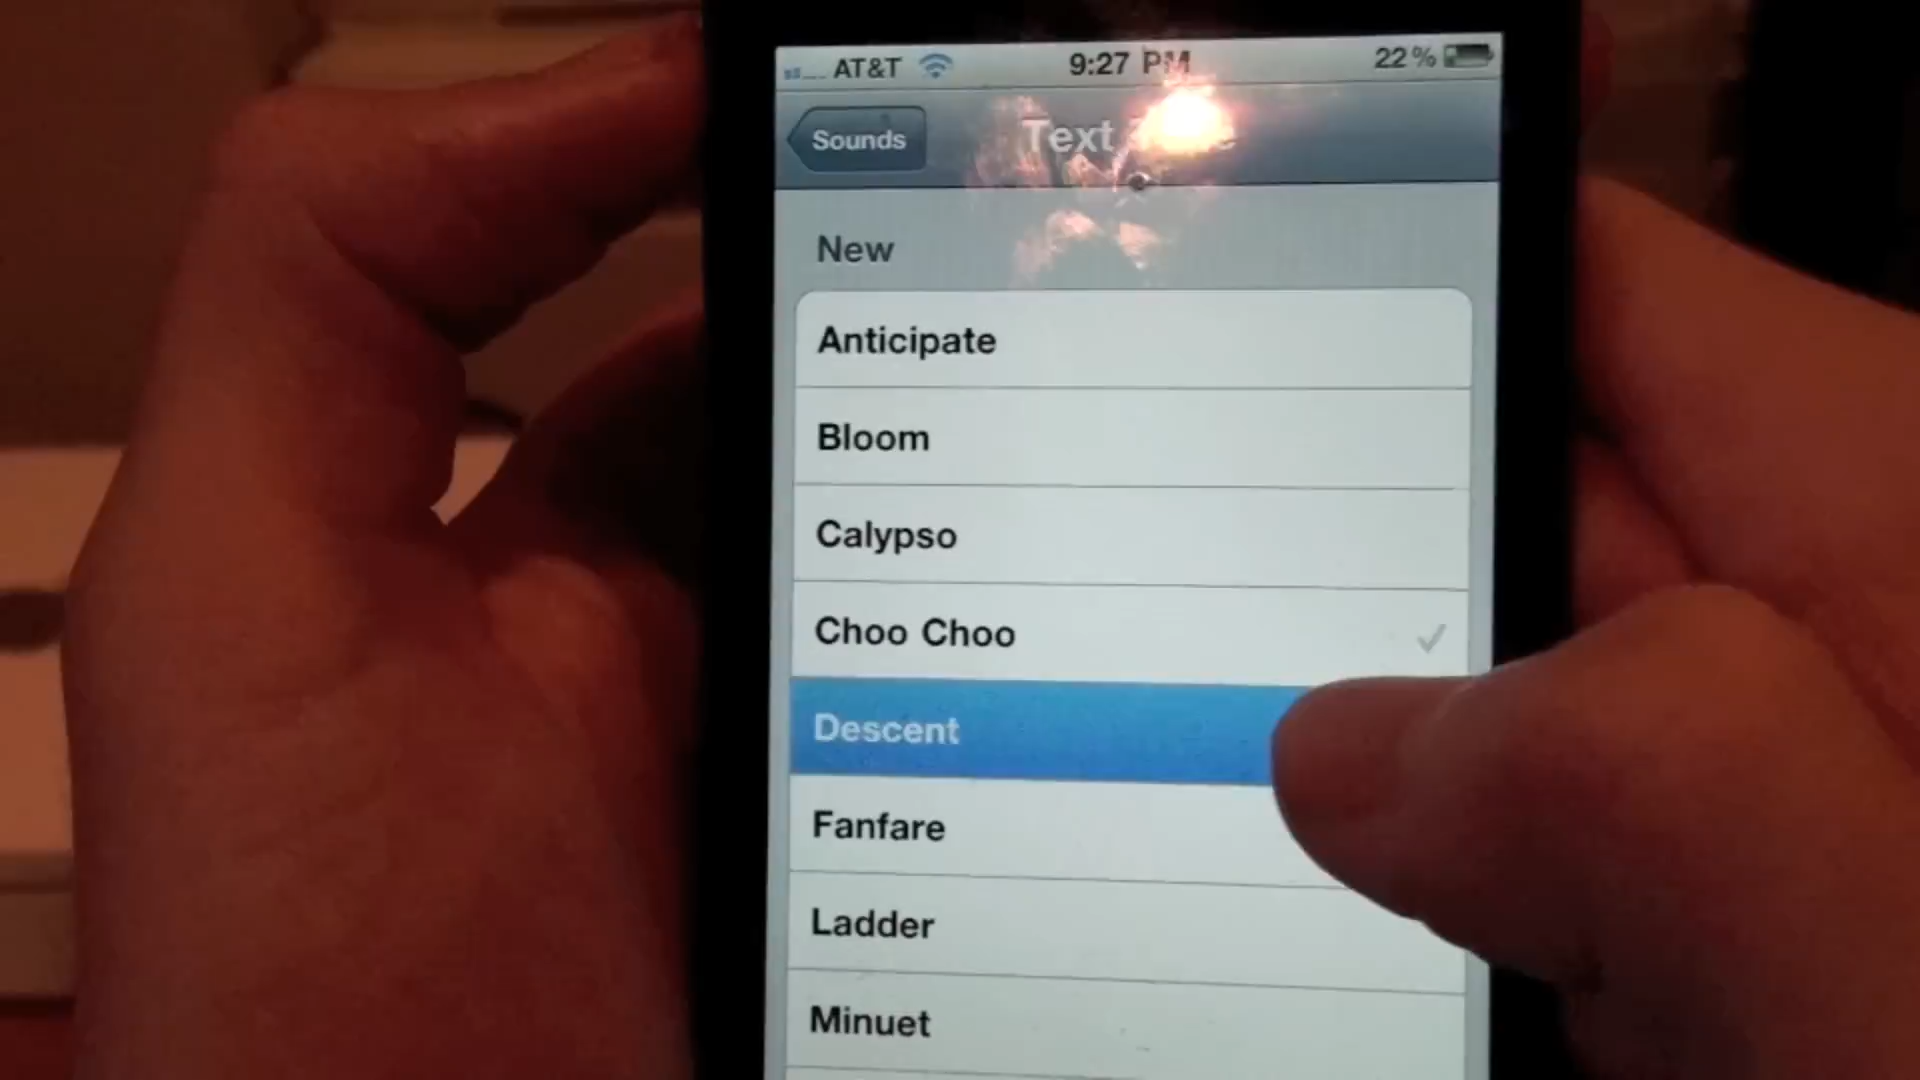 AT&T 9:27 PM 22%
Sounds Text
New
Anticipate
Bloom
Calypso
Choo Choo
Descent
Fanfare
Ladder
Minuet